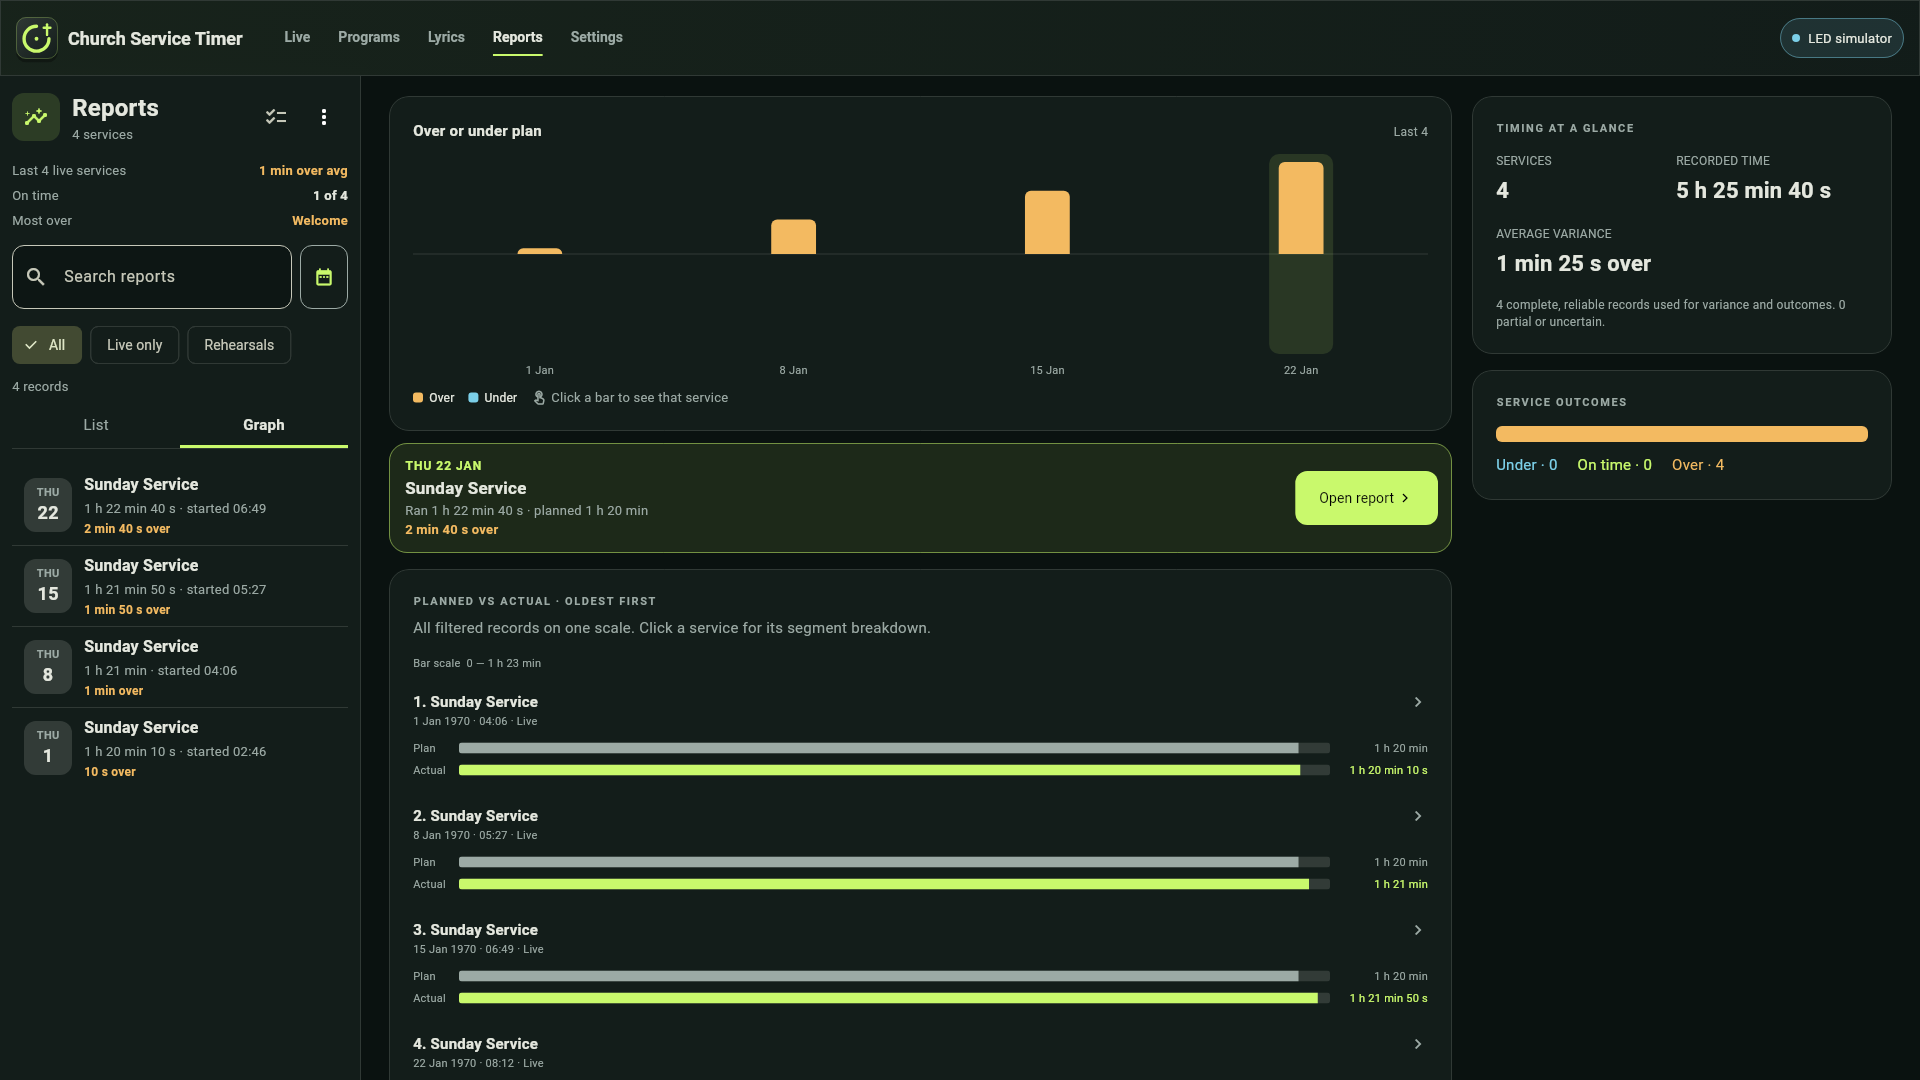 Church Service Timer
Live
Programs
Lyrics
Reports
Settings
LED simulator
Reports
4 services
Last 4 live services 1 min over avg
On time 1 of 4
Most over Welcome
Search reports
All
Live only
Rehearsals
4 records
List
Graph
THU
22
Sunday Service
1 h 22 min 40 s · started 06:49
2 min 40 s over
THU
15
Sunday Service
1 h 21 min 50 s · started 05:27
1 min 50 s over
THU
8
Sunday Service
1 h 21 min · started 04:06
1 min over
THU
1
Sunday Service
1 h 20 min 10 s · started 02:46
10 s over
Over or under plan
Last 4
1 Jan
8 Jan
15 Jan
22 Jan
Over
Under
Click a bar to see that service
THU 22 JAN
Sunday Service
Ran 1 h 22 min 40 s · planned 1 h 20 min
2 min 40 s over
Open report
PLANNED VS ACTUAL · OLDEST FIRST
All filtered records on one scale. Click a service for its segment breakdown.
Bar scale 0 — 1 h 23 min
1. Sunday Service
1 Jan 1970 · 04:06 · Live
Plan 1 h 20 min
Actual 1 h 20 min 10 s
2. Sunday Service
8 Jan 1970 · 05:27 · Live
Plan 1 h 20 min
Actual 1 h 21 min
3. Sunday Service
15 Jan 1970 · 06:49 · Live
Plan 1 h 20 min
Actual 1 h 21 min 50 s
4. Sunday Service
22 Jan 1970 · 08:12 · Live
TIMING AT A GLANCE
SERVICES
4
RECORDED TIME
5 h 25 min 40 s
AVERAGE VARIANCE
1 min 25 s over
4 complete, reliable records used for variance and outcomes. 0
partial or uncertain.
SERVICE OUTCOMES
Under · 0
On time · 0
Over · 4